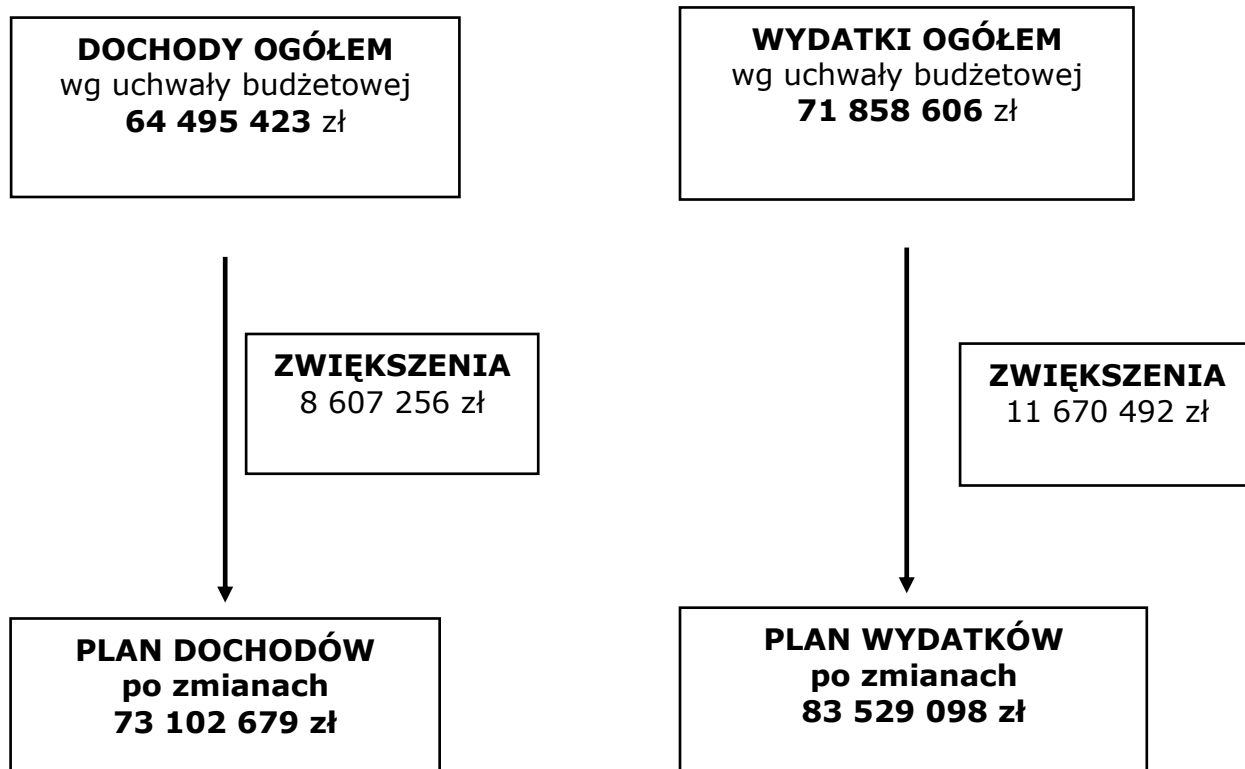 DOCHODY OGÓŁEM
wg uchwały budżetowej
64 495 423 zł
WYDATKI OGÓŁEM
wg uchwały budżetowej
71 858 606 zł
ZWIĘKSZENIA
8 607 256 zł
ZWIĘKSZENIA
11 670 492 zł
PLAN DOCHODÓW
po zmianach
73 102 679 zł
PLAN WYDATKÓW
po zmianach
83 529 098 zł